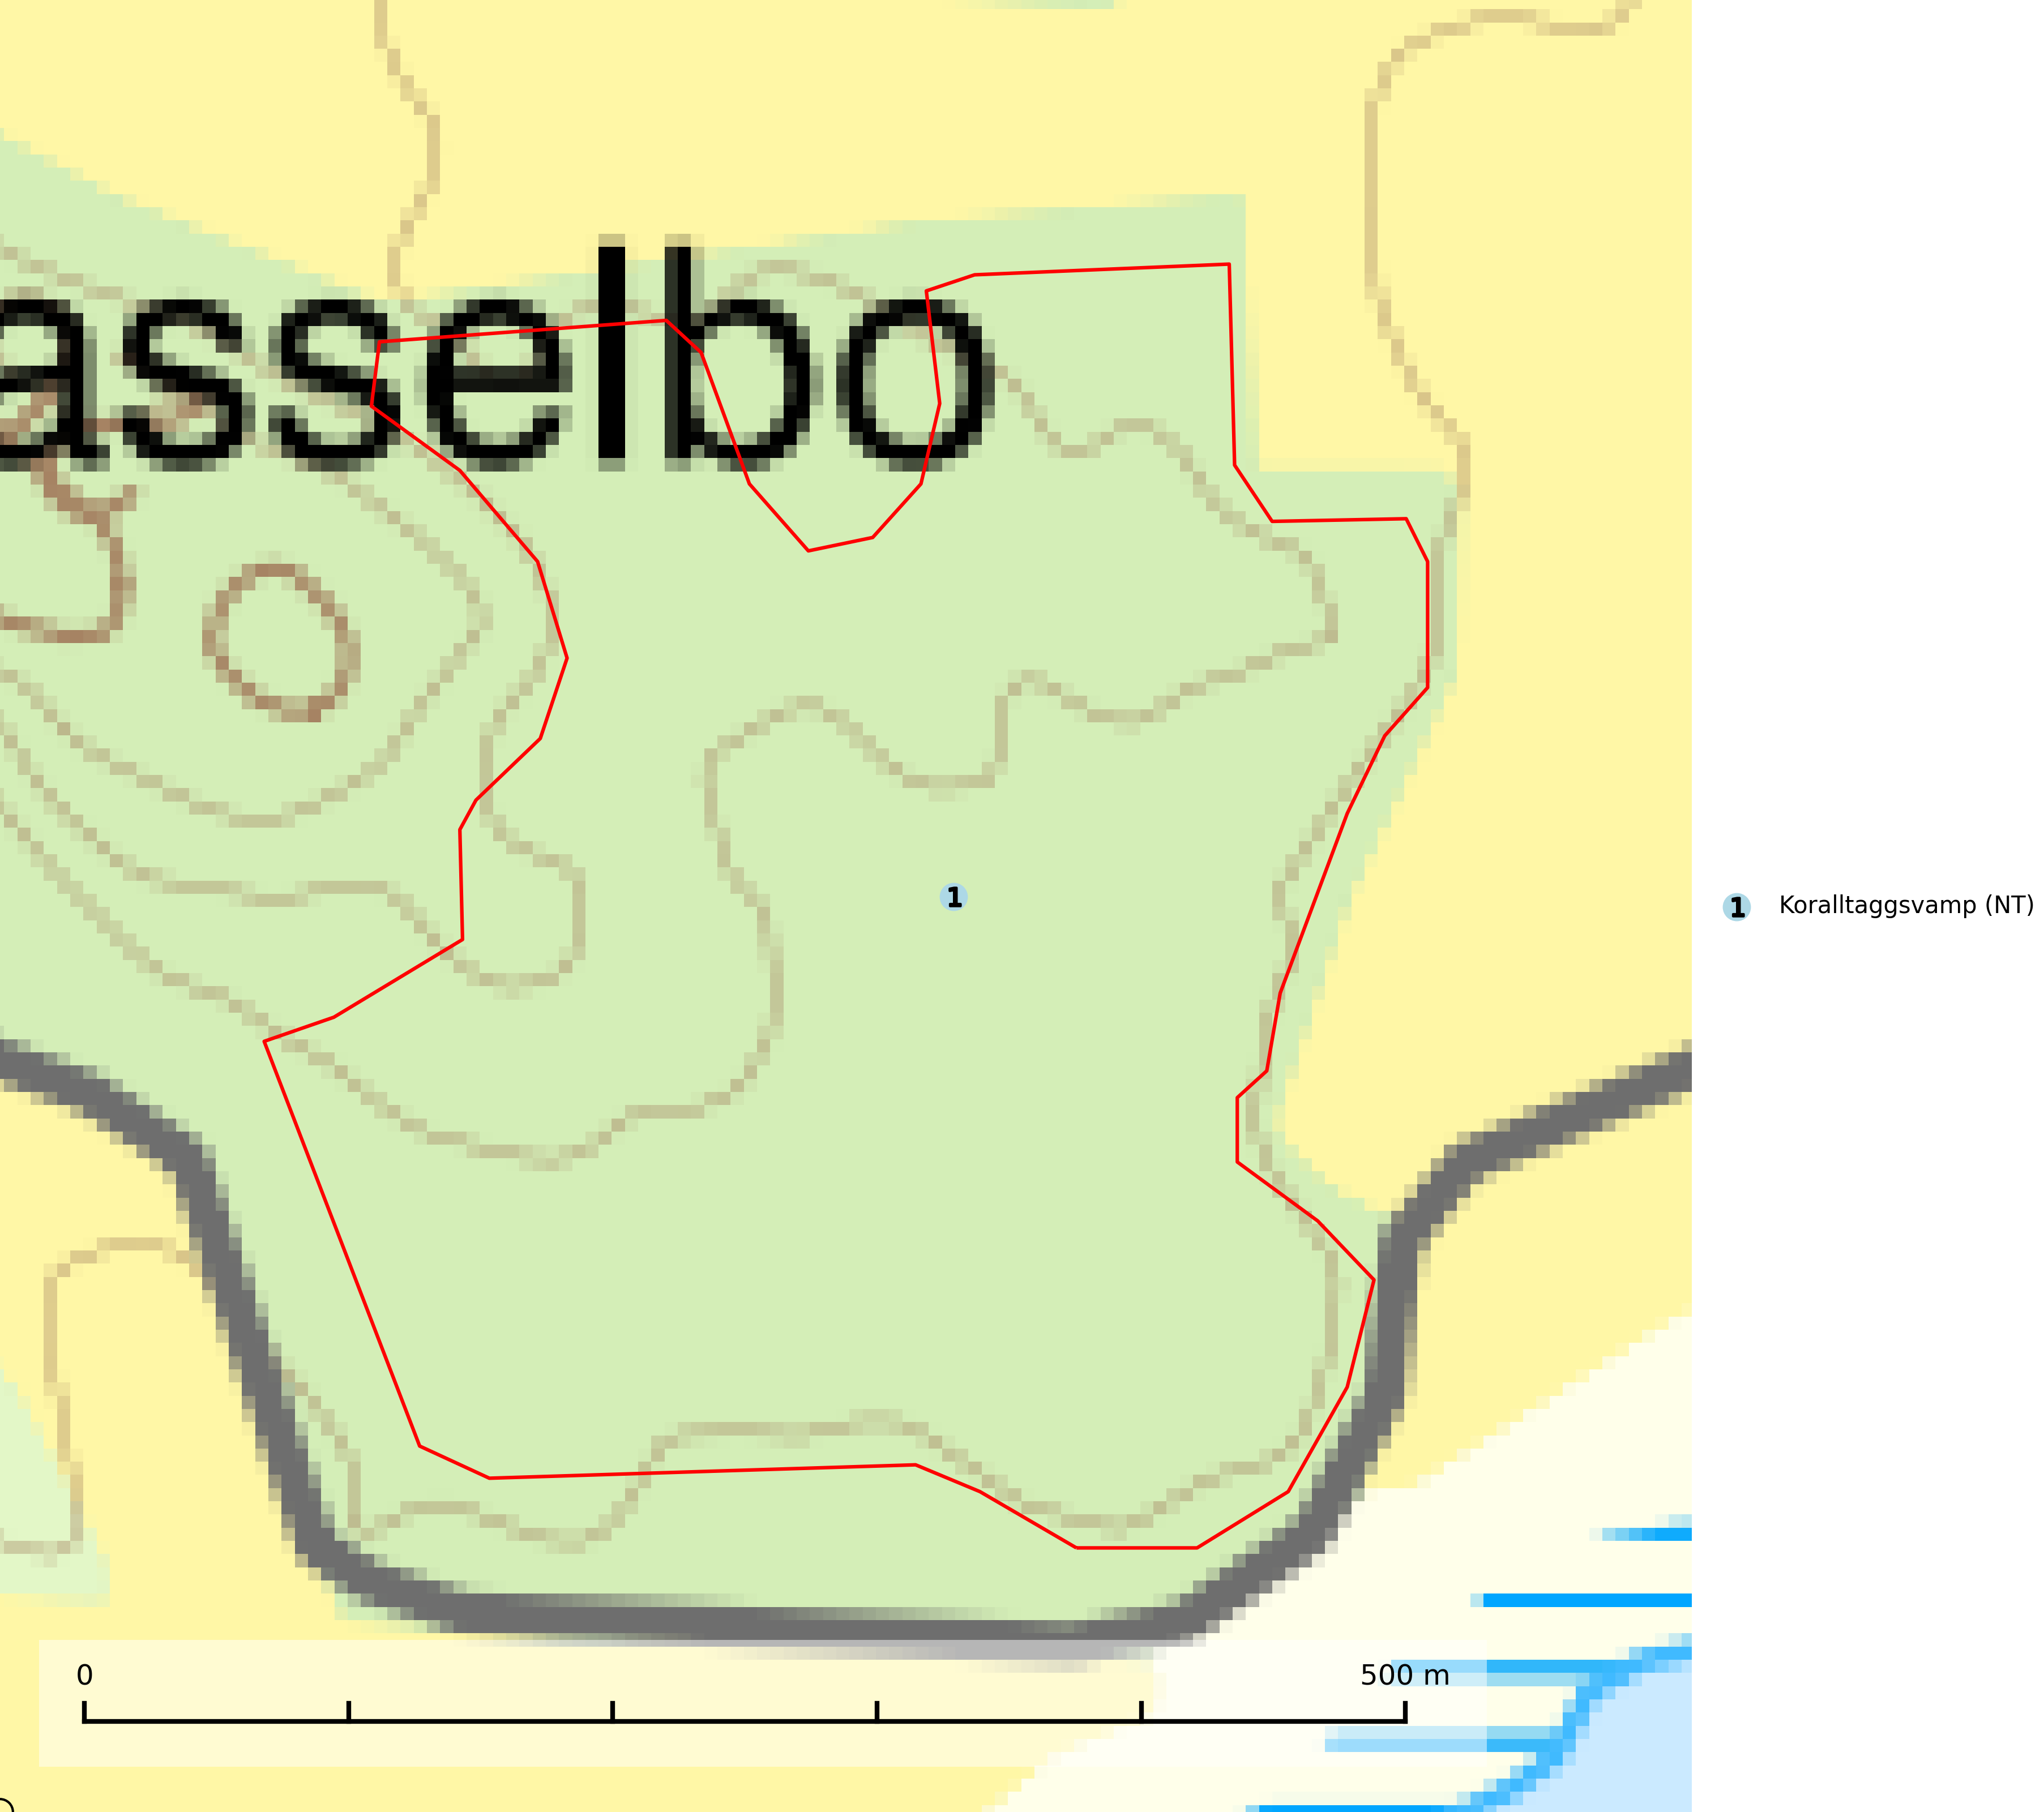 asselbo
1
1 Koralltaggsvamp (NT)
0 500 m